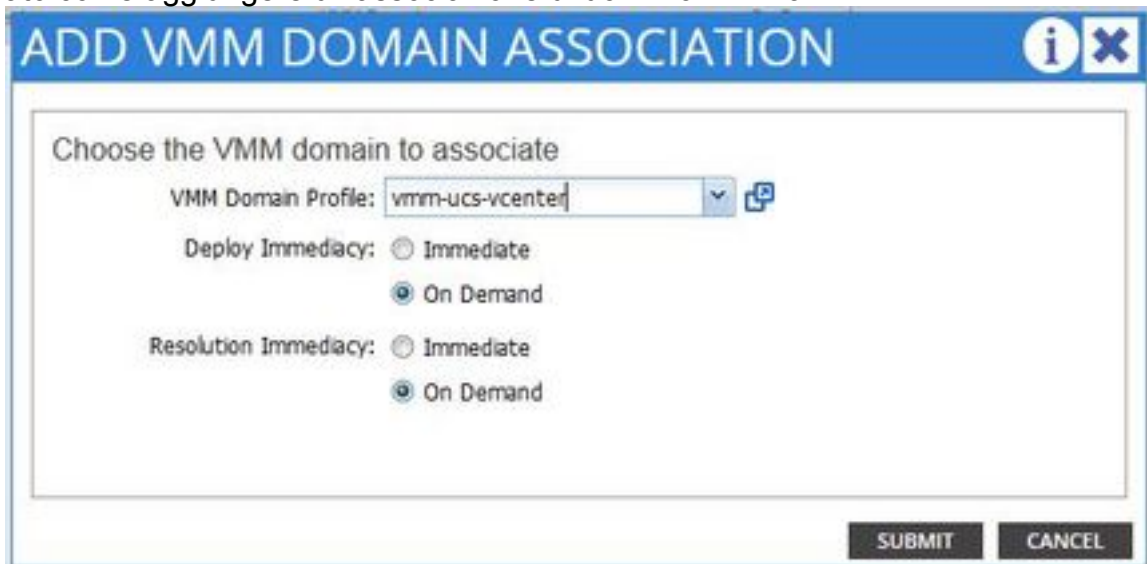 ADD VMM DOMAIN ASSOCIATION
Choose the VMM domain to associate
VMM Domain Profile: vmm-ucs-vcenter
Deploy Immediacy: Immediate
On Demand
Resolution Immediacy: Immediate
On Demand
SUBMIT CANCEL